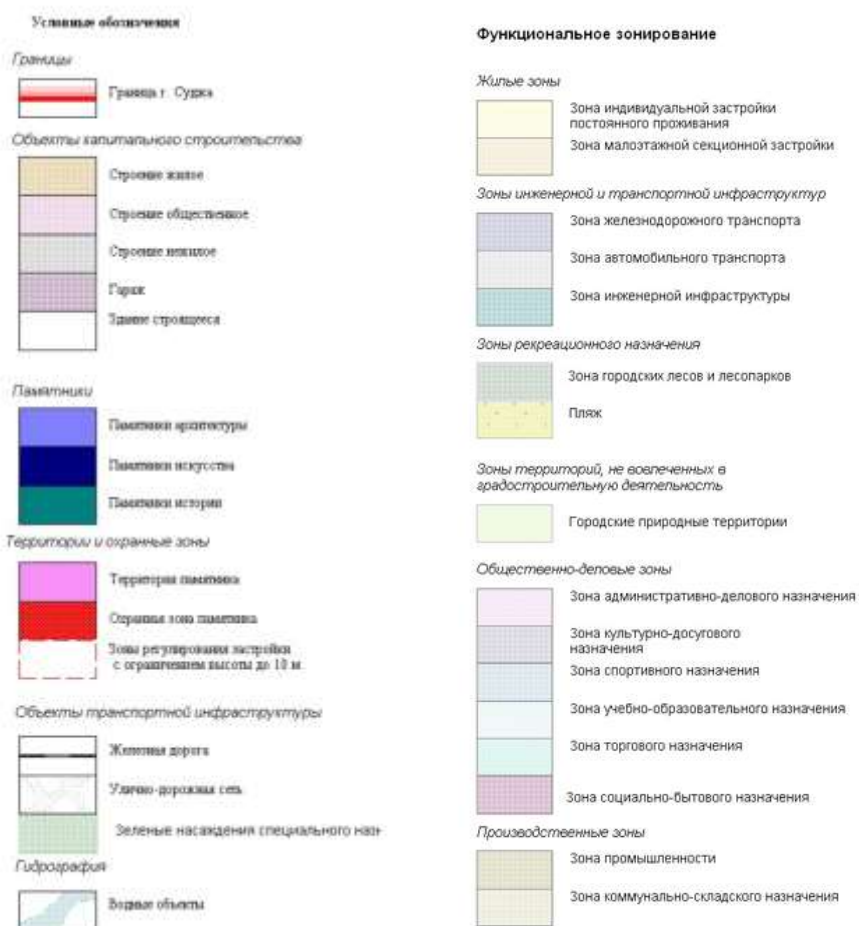 Условные обозначения
Границы
Граница г. Суджа
Объекты капитального строительства
Строение жилое
Строение общественное
Строение нежилое
Гараж
Здание строящееся
Памятники
Памятники архитектуры
Памятники искусства
Памятники истории
Территории и охранные зоны
Территория памятника
Охранная зона памятника
Зоны регулирования застройки
с ограничением высоты до 10 м
Объекты транспортной инфраструктуры
Железная дорога
Улично-дорожная сеть
Зеленые насаждения специального назн
Гидрография
Водные объекты
Функциональное зонирование
Жилые зоны
Зона индивидуальной застройки
постоянного проживания
Зона малоэтажной секционной застройки
Зоны инженерной и транспортной инфраструктур
Зона железнодорожного транспорта
Зона автомобильного транспорта
Зона инженерной инфраструктуры
Зоны рекреационного назначения
Зона городских лесов и лесопарков
Пляж
Зоны территорий, не вовлеченных в
градостроительную деятельность
Городские природные территории
Общественно-деловые зоны
Зона административно-делового назначения
Зона культурно-досугового
назначения
Зона спортивного назначения
Зона учебно-образовательного назначения
Зона торгового назначения
Зона социально-бытового назначения
Производственные зоны
Зона промышленности
Зона коммунально-складского назначения